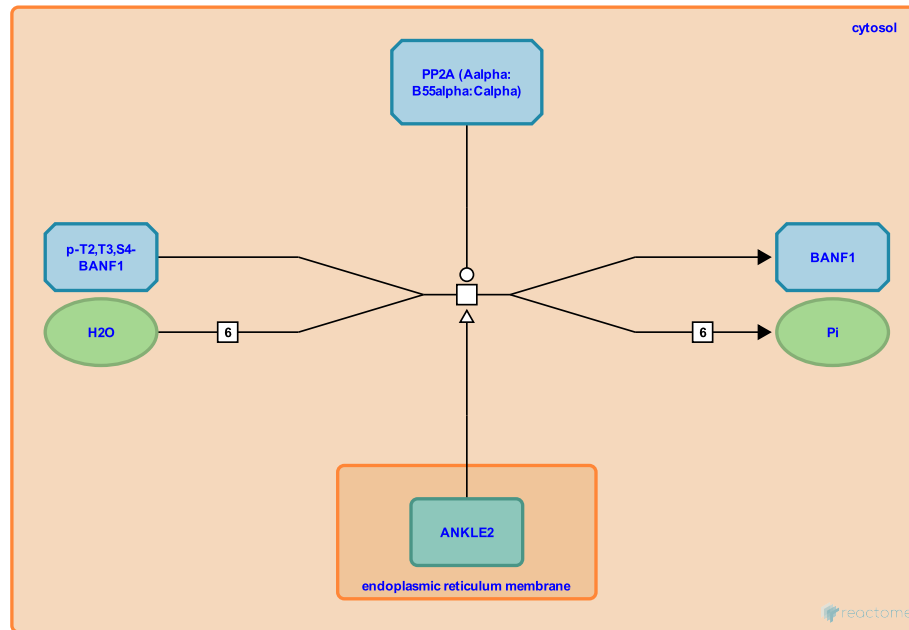 cytosol
PP2A (Aalpha:
B55alpha:Calpha)
p-T2,T3,S4-
BANF1
BANF1
H2O
6
6
Pi
ANKLE2
endoplasmic reticulum membrane
reactome